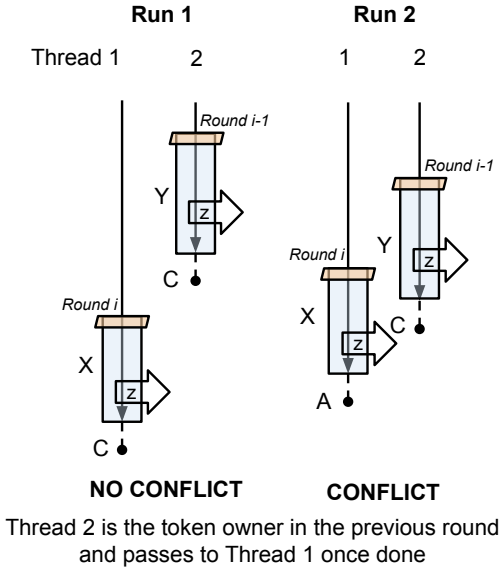 Run 1 Run 2
Thread 1 2 1 2
Round i-1
Round i-1
Y
z
Y
Round i
z
C
Round i
X
C
z
X
A
z
C
NO CONFLICT CONFLICT
Thread 2 is the token owner in the previous round
and passes to Thread 1 once done